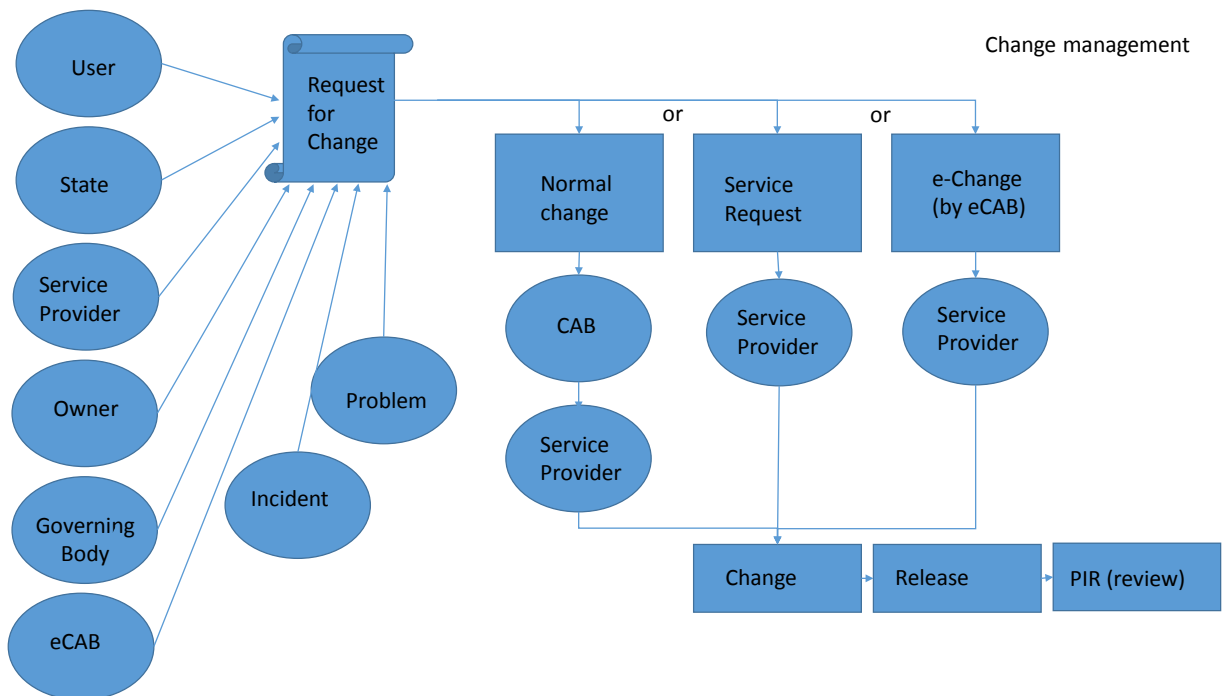 Change management
User
Request
for
Change
or
or
State
Normal
change
Service
Request
e-Change
(by eCAB)
Service
Provider
CAB
Service
Provider
Service
Provider
Owner
Problem
Service
Provider
Incident
Governing
Body
Change
Release
PIR (review)
eCAB